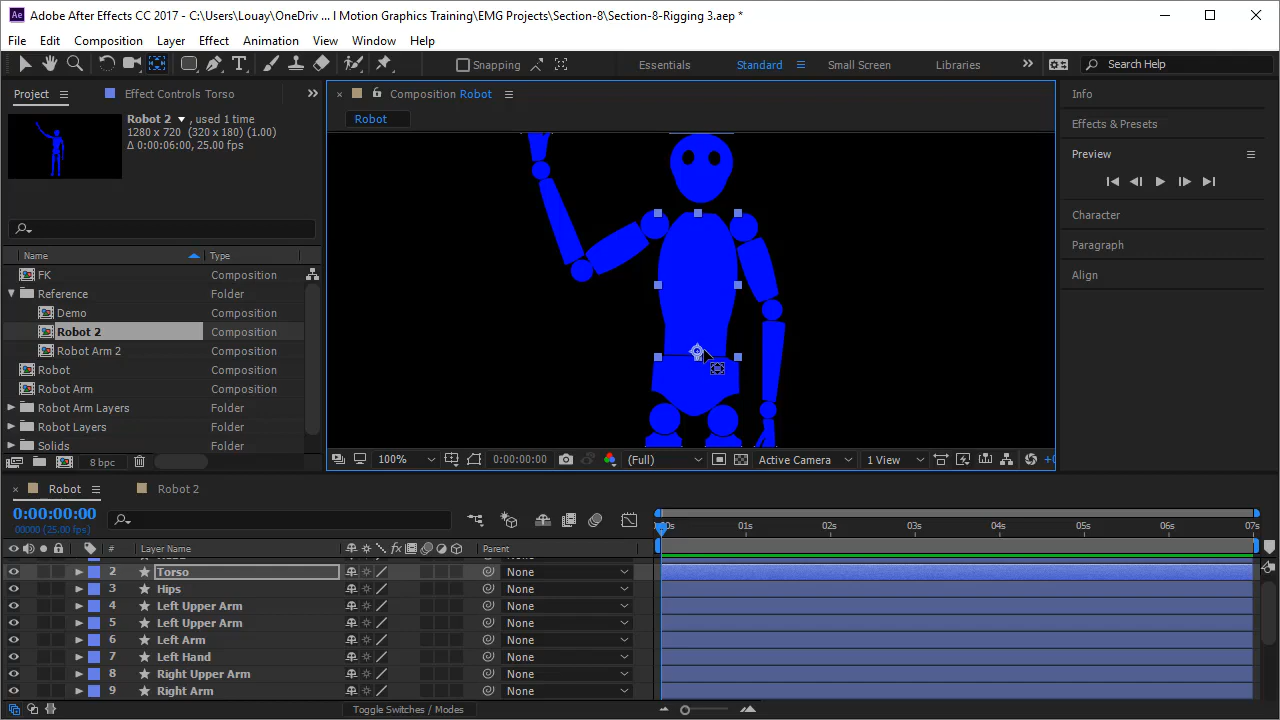 Adobe After Effects CC 2017 - C:\Users\Louay\OneDriv ... l Motion Graphics Training\EMG Projects\Section-8\Section-8-Rigging 3.aep *
File Edit Composition Layer Effect Animation View Window Help
Snapping Essentials Standard Small Screen Libraries Search Help
Project Effect Controls Torso
Composition Robot
Info
Robot
Robot 2 , used 1 time
1280 x 720 (320 x 180) (1.00)
Δ 0:00:06:00, 25.00 fps
Effects & Presets
Preview
Character
Paragraph
Align
Name Type
FK Composition
Reference Folder
Demo Composition
Robot 2 Composition
Robot Arm 2 Composition
Robot Composition
Robot Arm Composition
Robot Arm Layers Folder
Robot Layers Folder
Solids Folder
8 bpc
100% 0:00:00:00 (Full) Active Camera 1 View
Robot Robot 2
0:00:00:00
00000 (25.00 fps)
01s 02s 03s 04s 05s 06s 07s
# Layer Name fx Parent
2 Torso None
3 Hips None
4 Left Upper Arm None
5 Left Upper Arm None
6 Left Arm None
7 Left Hand None
8 Right Upper Arm None
9 Right Arm None
Toggle Switches / Modes